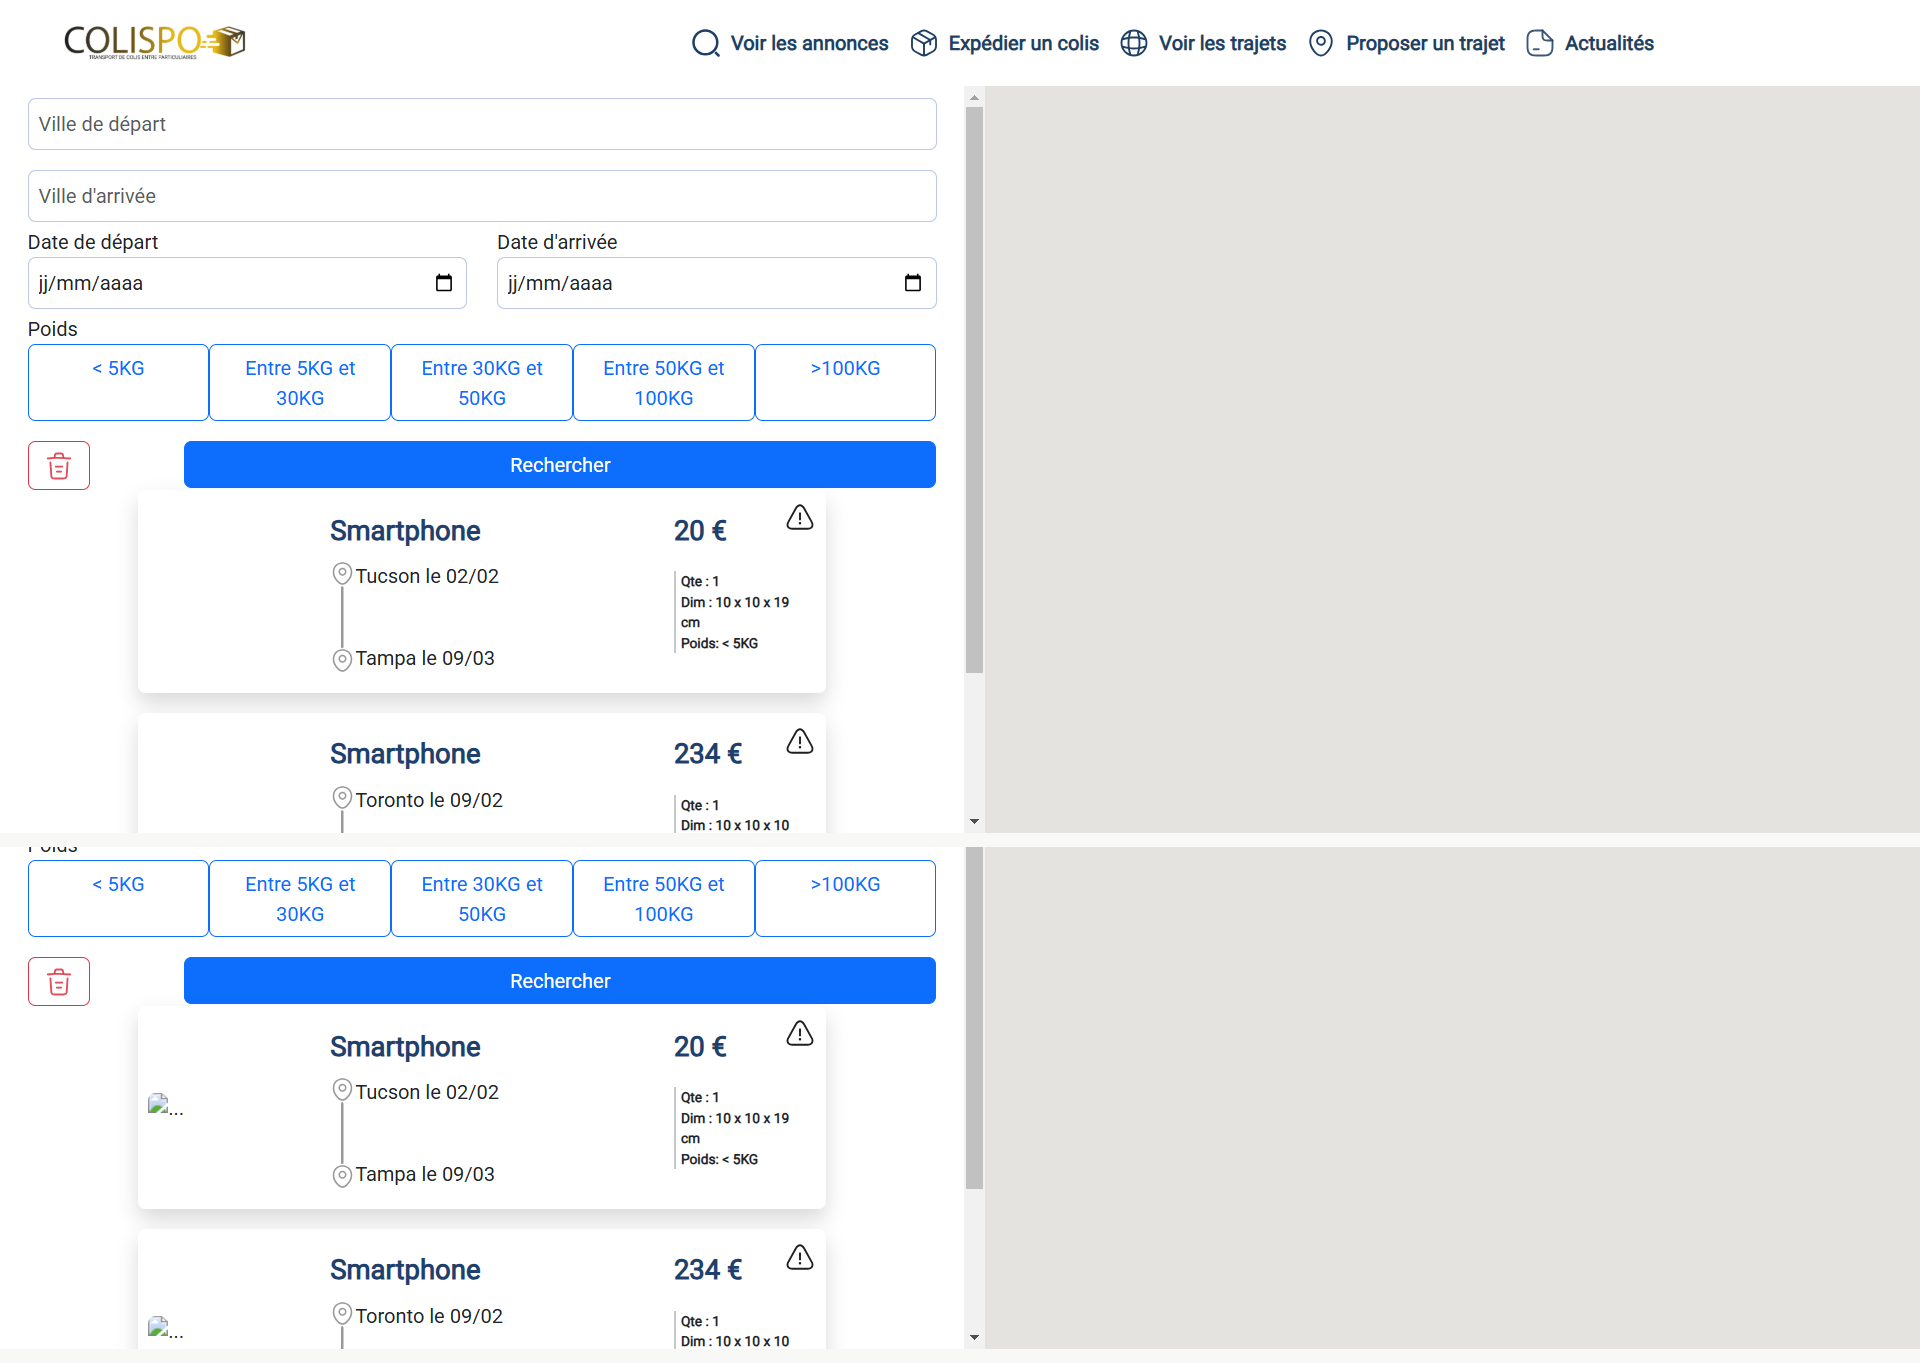 COLISPO
TRANSPORT DE COLIS ENTRE PARTICULIAIRES
Voir les annonces
Expédier un colis
Voir les trajets
Proposer un trajet
Actualités
Ville de départ
Ville d'arrivée
Date de départ
Date d'arrivée
jj/mm/aaaa
jj/mm/aaaa
Poids
< 5KG
Entre 5KG et
30KG
Entre 30KG et
50KG
Entre 50KG et
100KG
>100KG
Rechercher
Smartphone
20 €
Tucson le 02/02
Tampa le 09/03
Qte : 1
Dim : 10 x 10 x 19
cm
Poids: < 5KG
Smartphone
234 €
Toronto le 09/02
Qte : 1
Dim : 10 x 10 x 10
Poids
< 5KG
Entre 5KG et
30KG
Entre 30KG et
50KG
Entre 50KG et
100KG
>100KG
Rechercher
...
Smartphone
20 €
Tucson le 02/02
Tampa le 09/03
Qte : 1
Dim : 10 x 10 x 19
cm
Poids: < 5KG
...
Smartphone
234 €
Toronto le 09/02
Qte : 1
Dim : 10 x 10 x 10